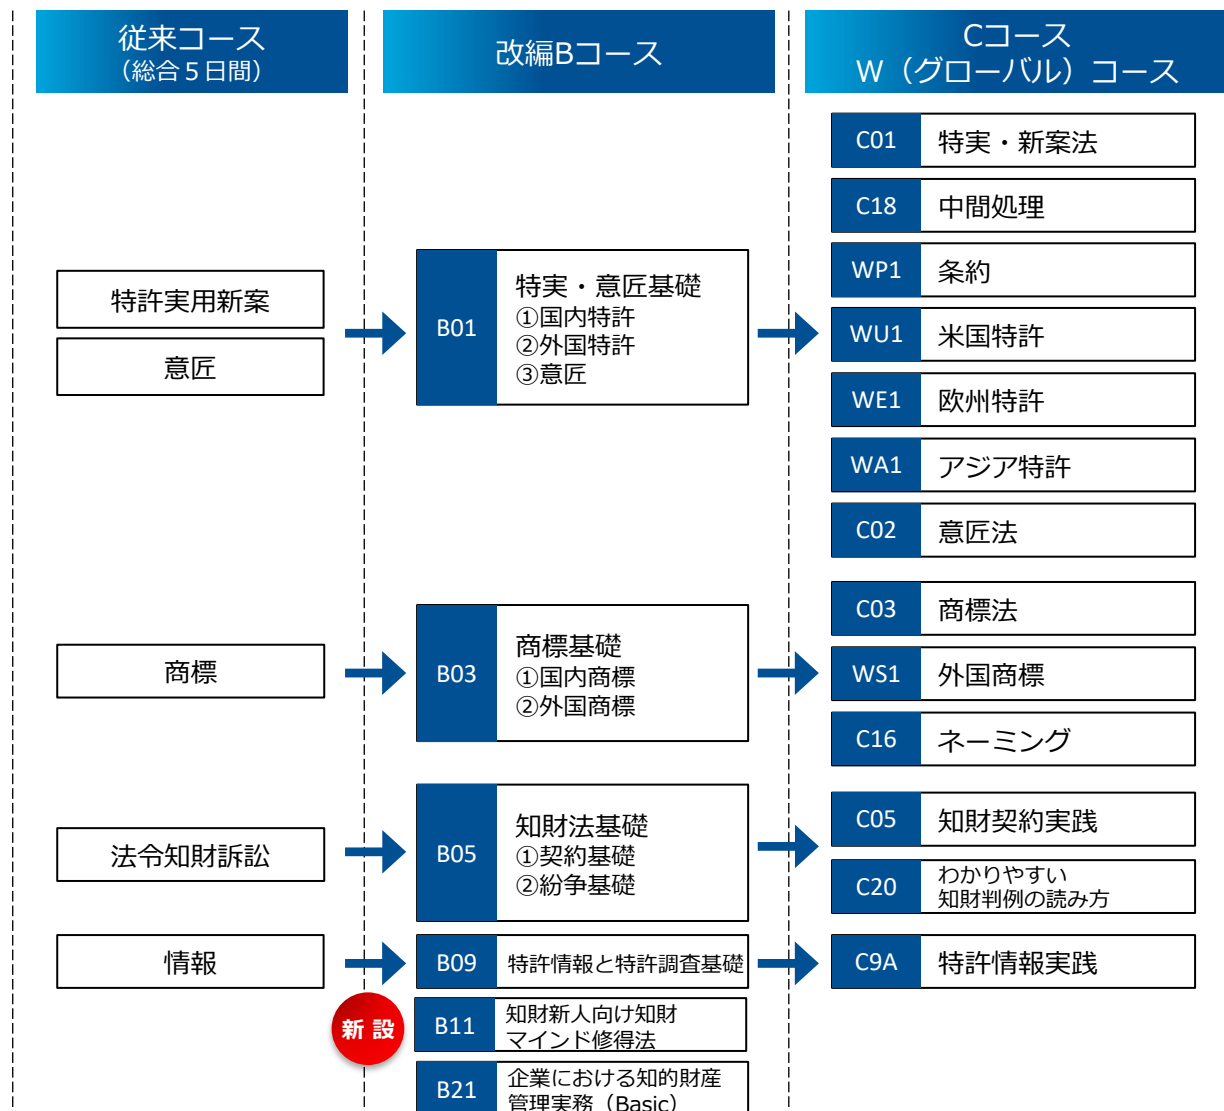 従来コース
（総合５日間）
改編Bコース
Cコース
W（グローバル）コース
特許実用新案
意匠
B01
特実・意匠基礎
①国内特許
②外国特許
③意匠
C01
特実・新案法
C18
中間処理
WP1
条約
WU1
米国特許
WE1
欧州特許
WA1
アジア特許
C02
意匠法
商標
B03
商標基礎
①国内商標
②外国商標
C03
商標法
WS1
外国商標
C16
ネーミング
法令知財訴訟
B05
知財法基礎
①契約基礎
②紛争基礎
C05
知財契約実践
C20
わかりやすい
知財判例の読み方
情報
B09
特許情報と特許調査基礎
C9A
特許情報実践
新 設
B11
知財新人向け知財
マインド修得法
B21
企業における知的財産
管理実務（Basic）